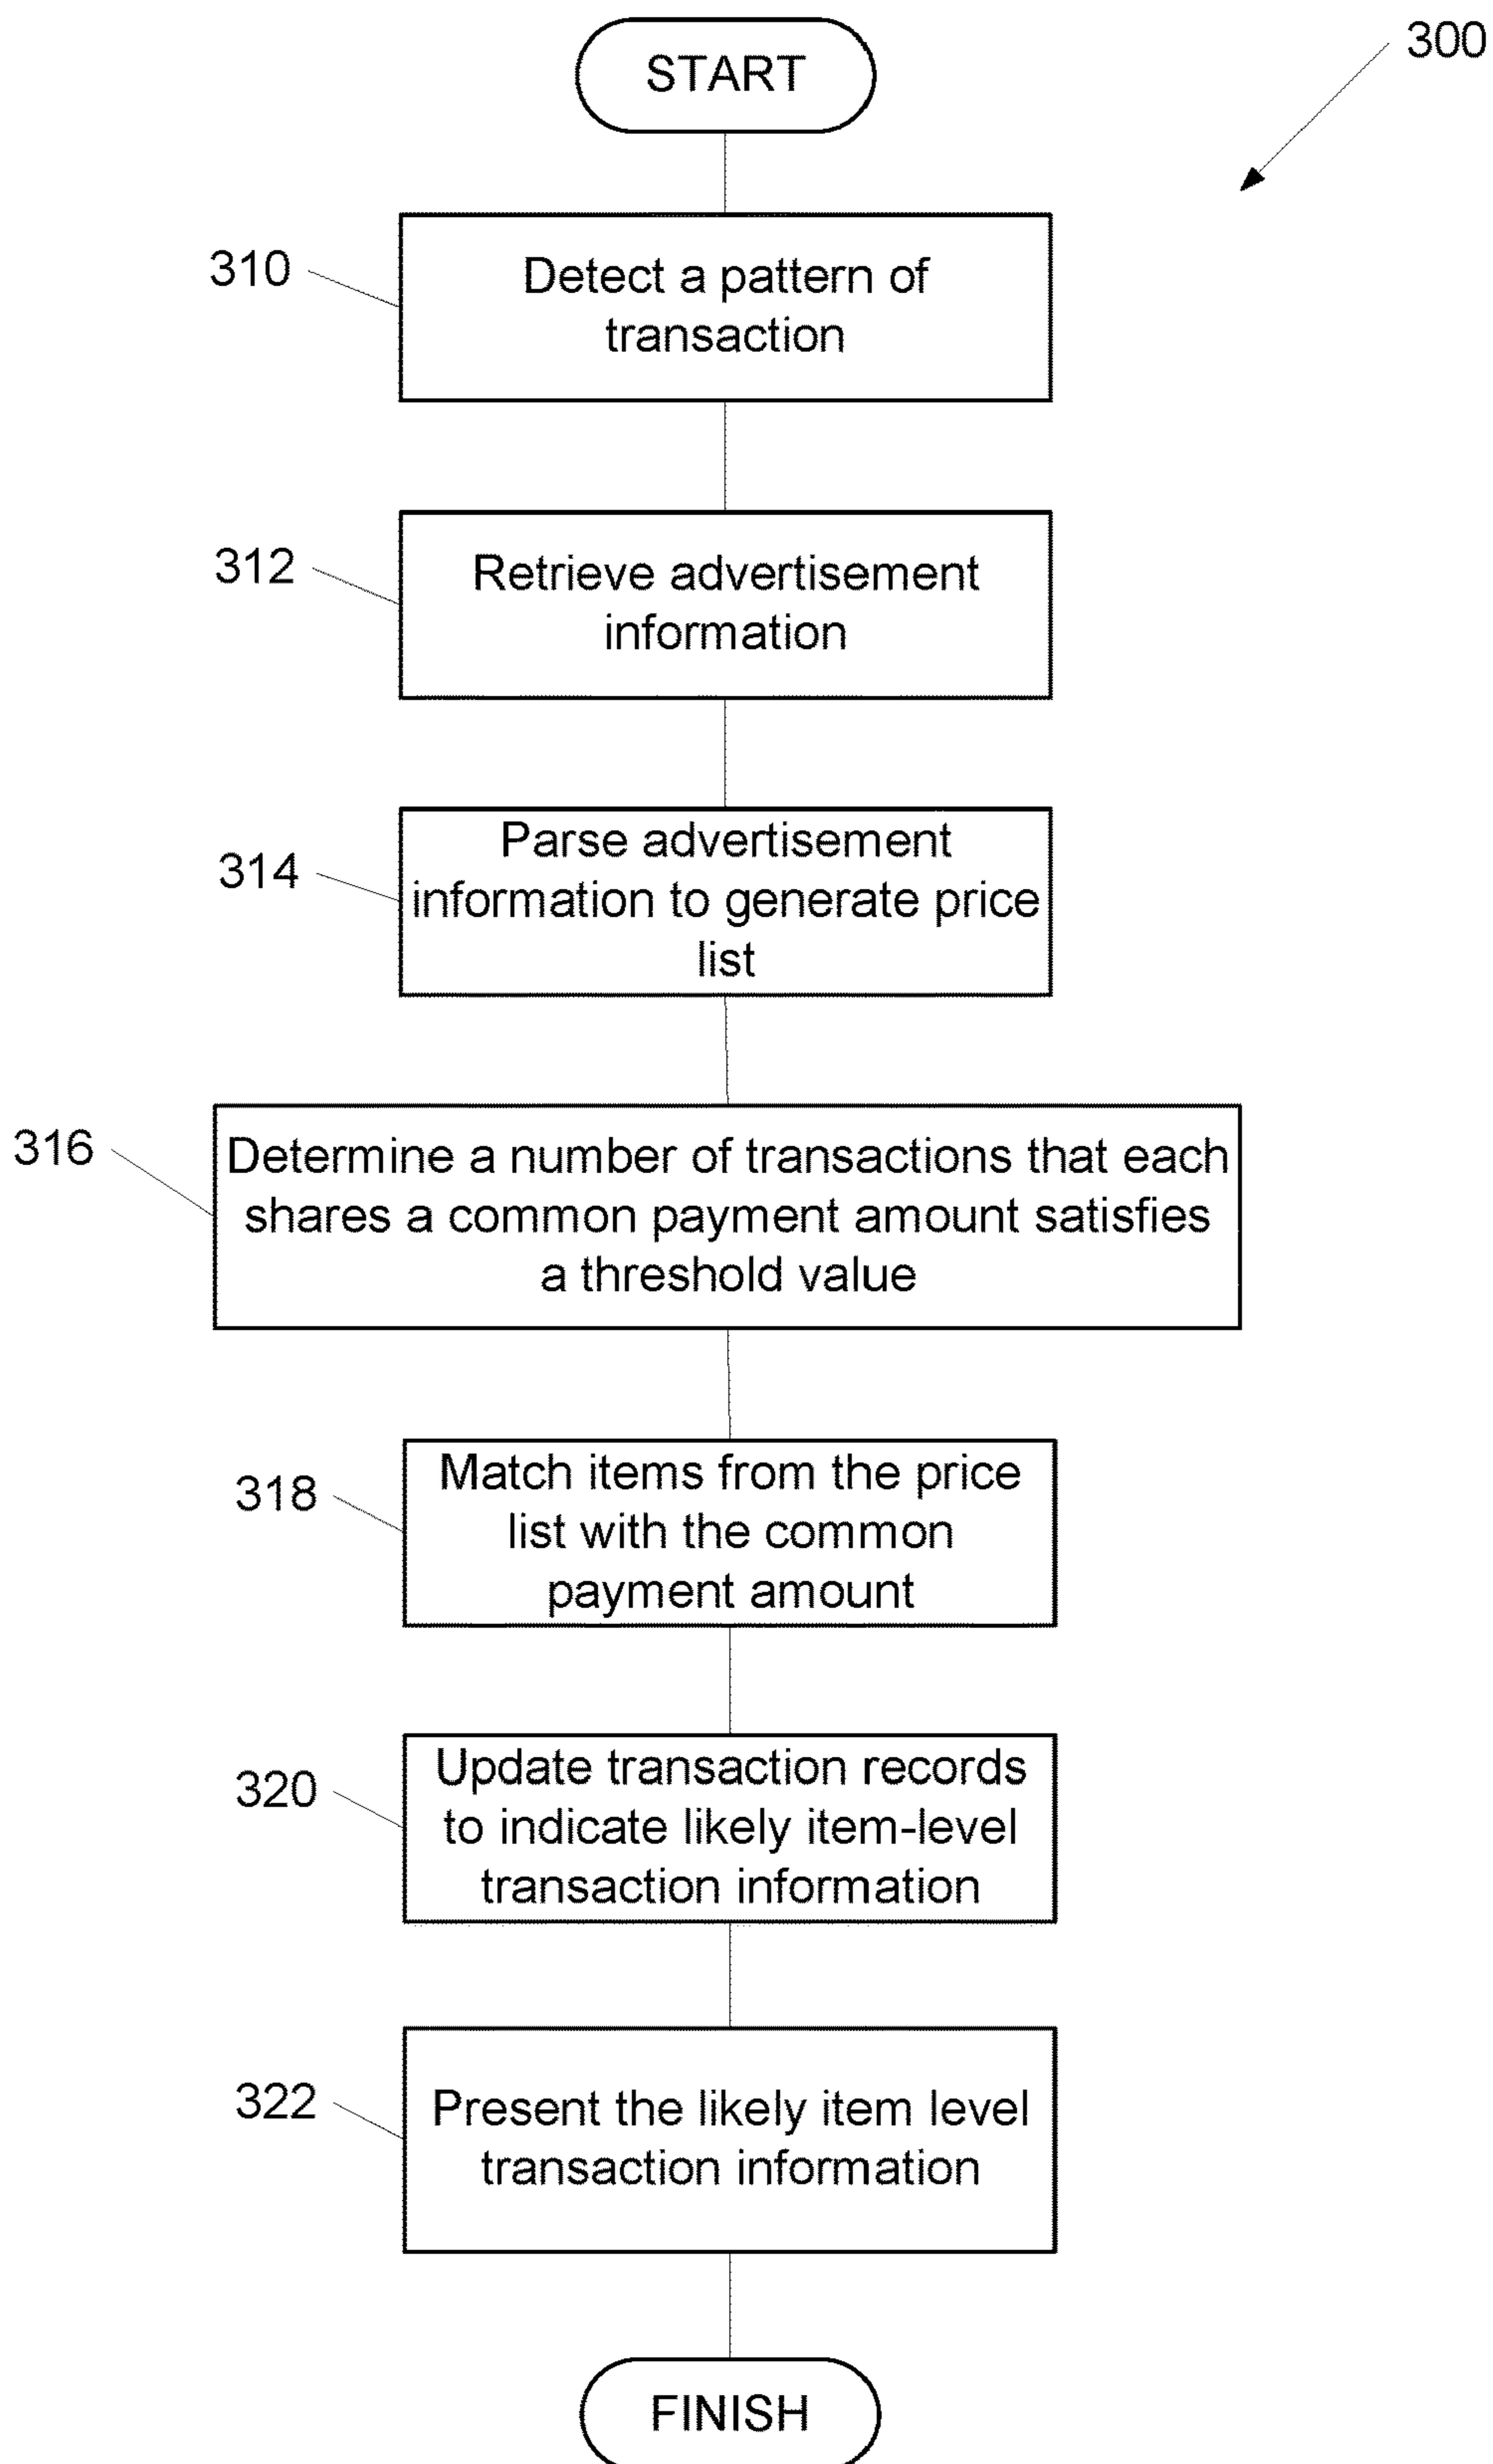 START
300
310
Detect a pattern of
transaction
312
Retrieve advertisement
information
314
Parse advertisement
information to generate price
list
316
Determine a number of transactions that each
shares a common payment amount satisfies
a threshold value
318
Match items from the price
list with the common
payment amount
320
Update transaction records
to indicate likely item-level
transaction information
322
Present the likely item level
transaction information
FINISH